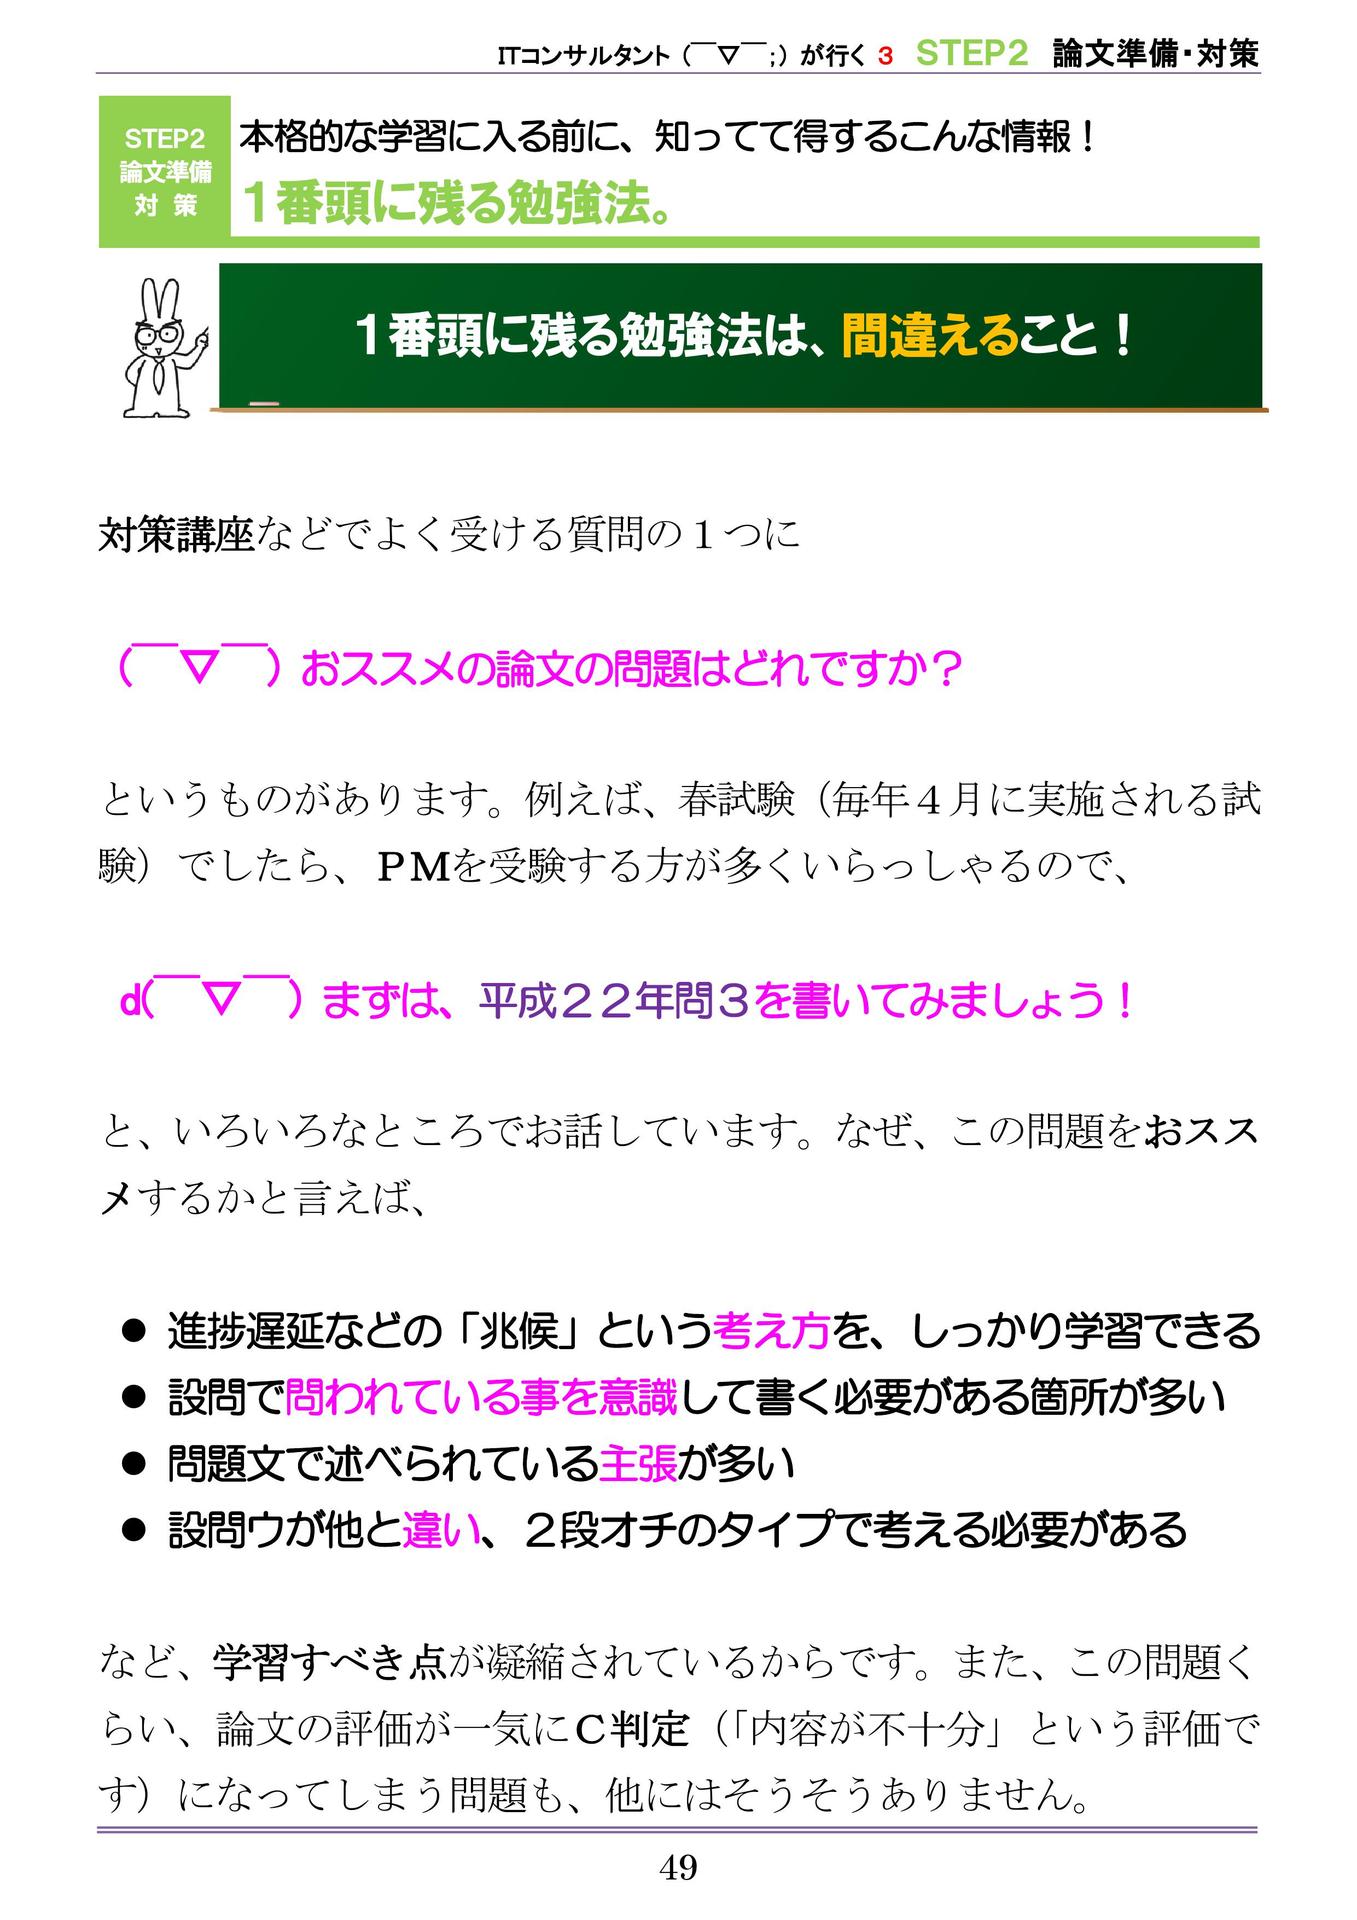 ITコンサルタント（￣▽￣;）が行く 3 STEP2 論文準備・対策
STEP2
論文準備
対 策
本格的な学習に入る前に、知ってて得するこんな情報！
１番頭に残る勉強法。
１番頭に残る勉強法は、間違えること！
対策講座などでよく受ける質問の１つに
（￣▽￣）おススメの論文の問題はどれですか？
というものがあります。例えば、春試験（毎年４月に実施される試
験）でしたら、ＰＭを受験する方が多くいらっしゃるので、
d(￣▽￣）まずは、平成２２年問３を書いてみましょう！
と、いろいろなところでお話しています。なぜ、この問題をおスス
メするかと言えば、
● 進捗遅延などの「兆候」という考え方を、しっかり学習できる
● 設問で問われている事を意識して書く必要がある箇所が多い
● 問題文で述べられている主張が多い
● 設問ウが他と違い、２段オチのタイプで考える必要がある
など、学習すべき点が凝縮されているからです。また、この問題く
らい、論文の評価が一気にＣ判定（「内容が不十分」という評価で
す）になってしまう問題も、他にはそうそうありません。
49